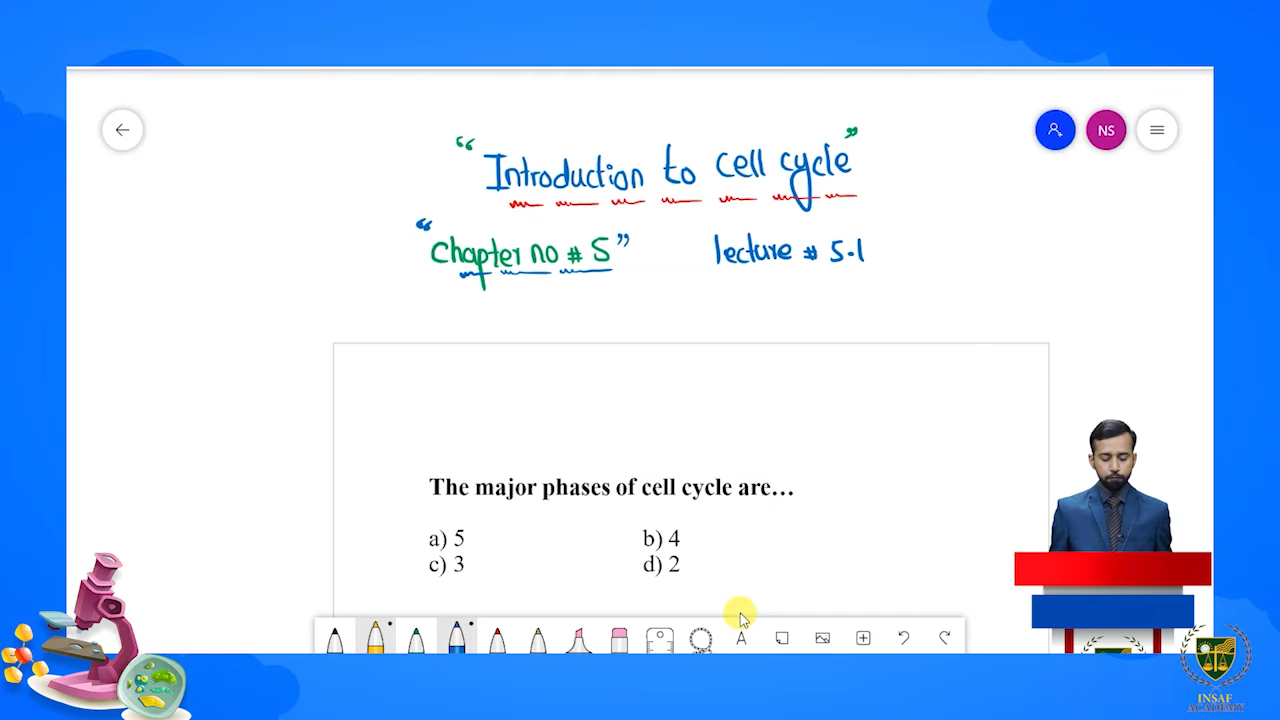 NS
“Introduction to cell cycle”
“chapter no # 5” lecture # 5.1
The major phases of cell cycle are…
a) 5 b) 4
c) 3 d) 2
A
INSAF
ACADEMY